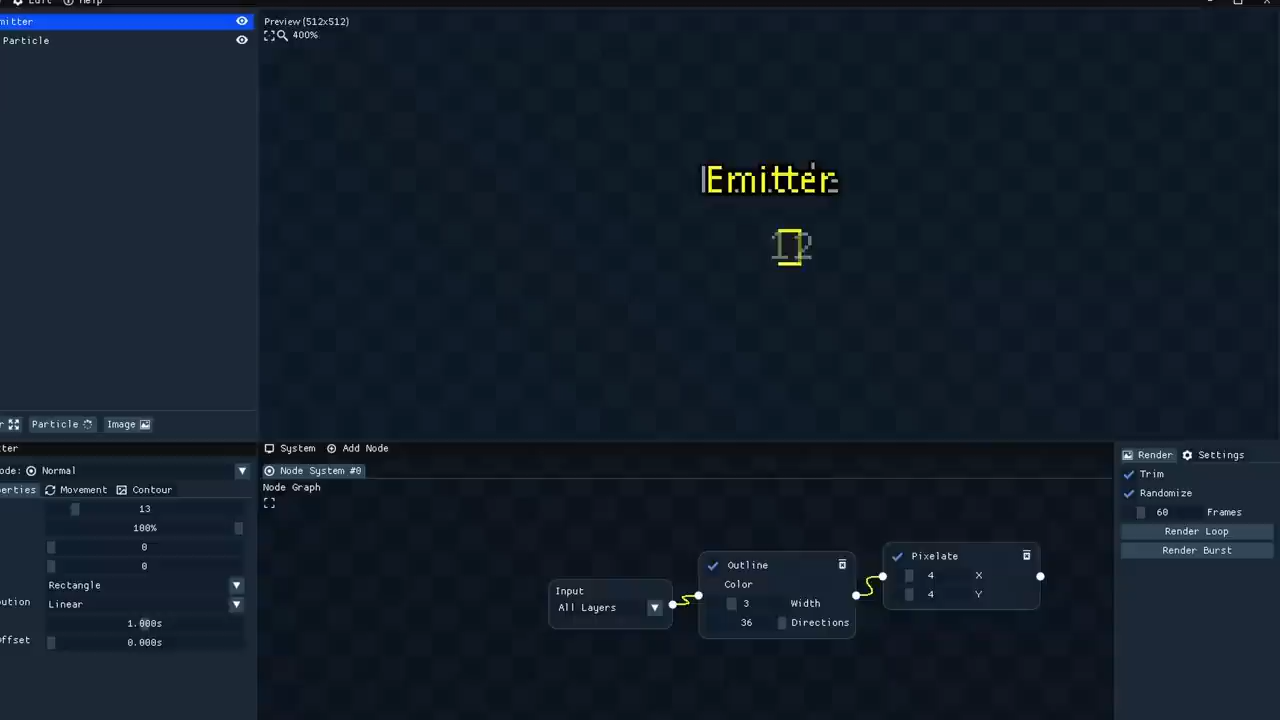 Edit Help
mitter
Particle
Preview (512x512)
400%
Emitter
12
r Particle Image
tter
ode: Normal
erties Movement Contour
13
100%
0
0
Rectangle
ution Linear
1.000s
ffset 0.000s
System Add Node
Node System #0
Node Graph
Input
All Layers
Outline
Color
3 Width
36 Directions
Pixelate
4 X
4 Y
Render Settings
Trim
Randomize
60 Frames
Render Loop
Render Burst